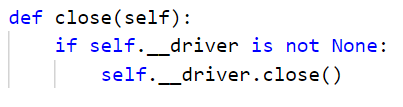 def close(self):
    if self.__driver is not None:
        self.__driver.close()